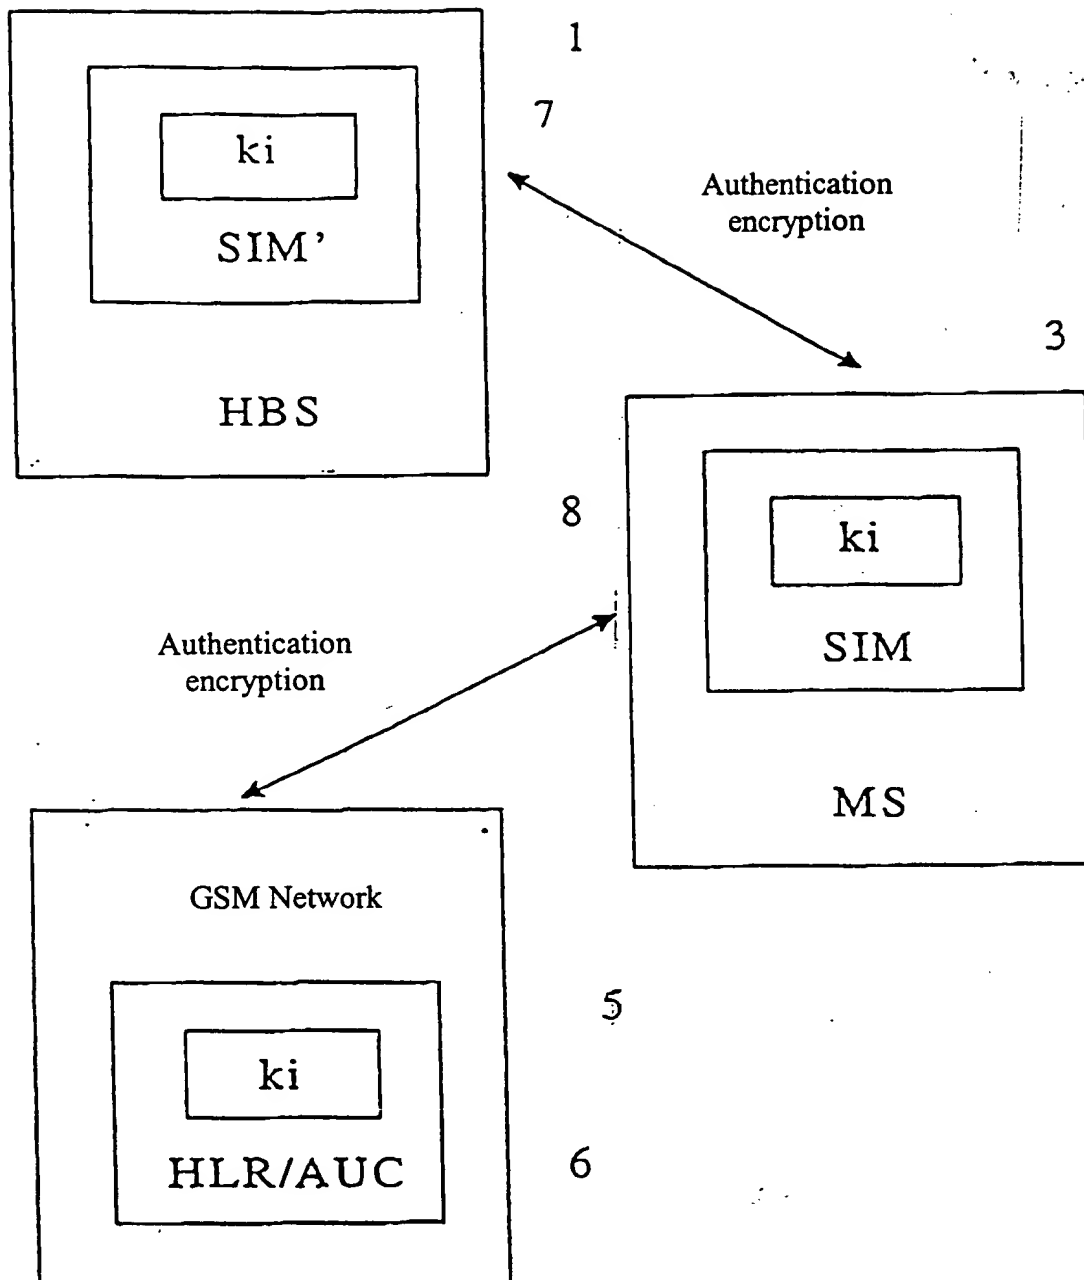 1
7
ki
SIM'
HBS
Authentication
encryption
3
8
ki
SIM
MS
Authentication
encryption
GSM Network
5
ki
HLR/AUC
6